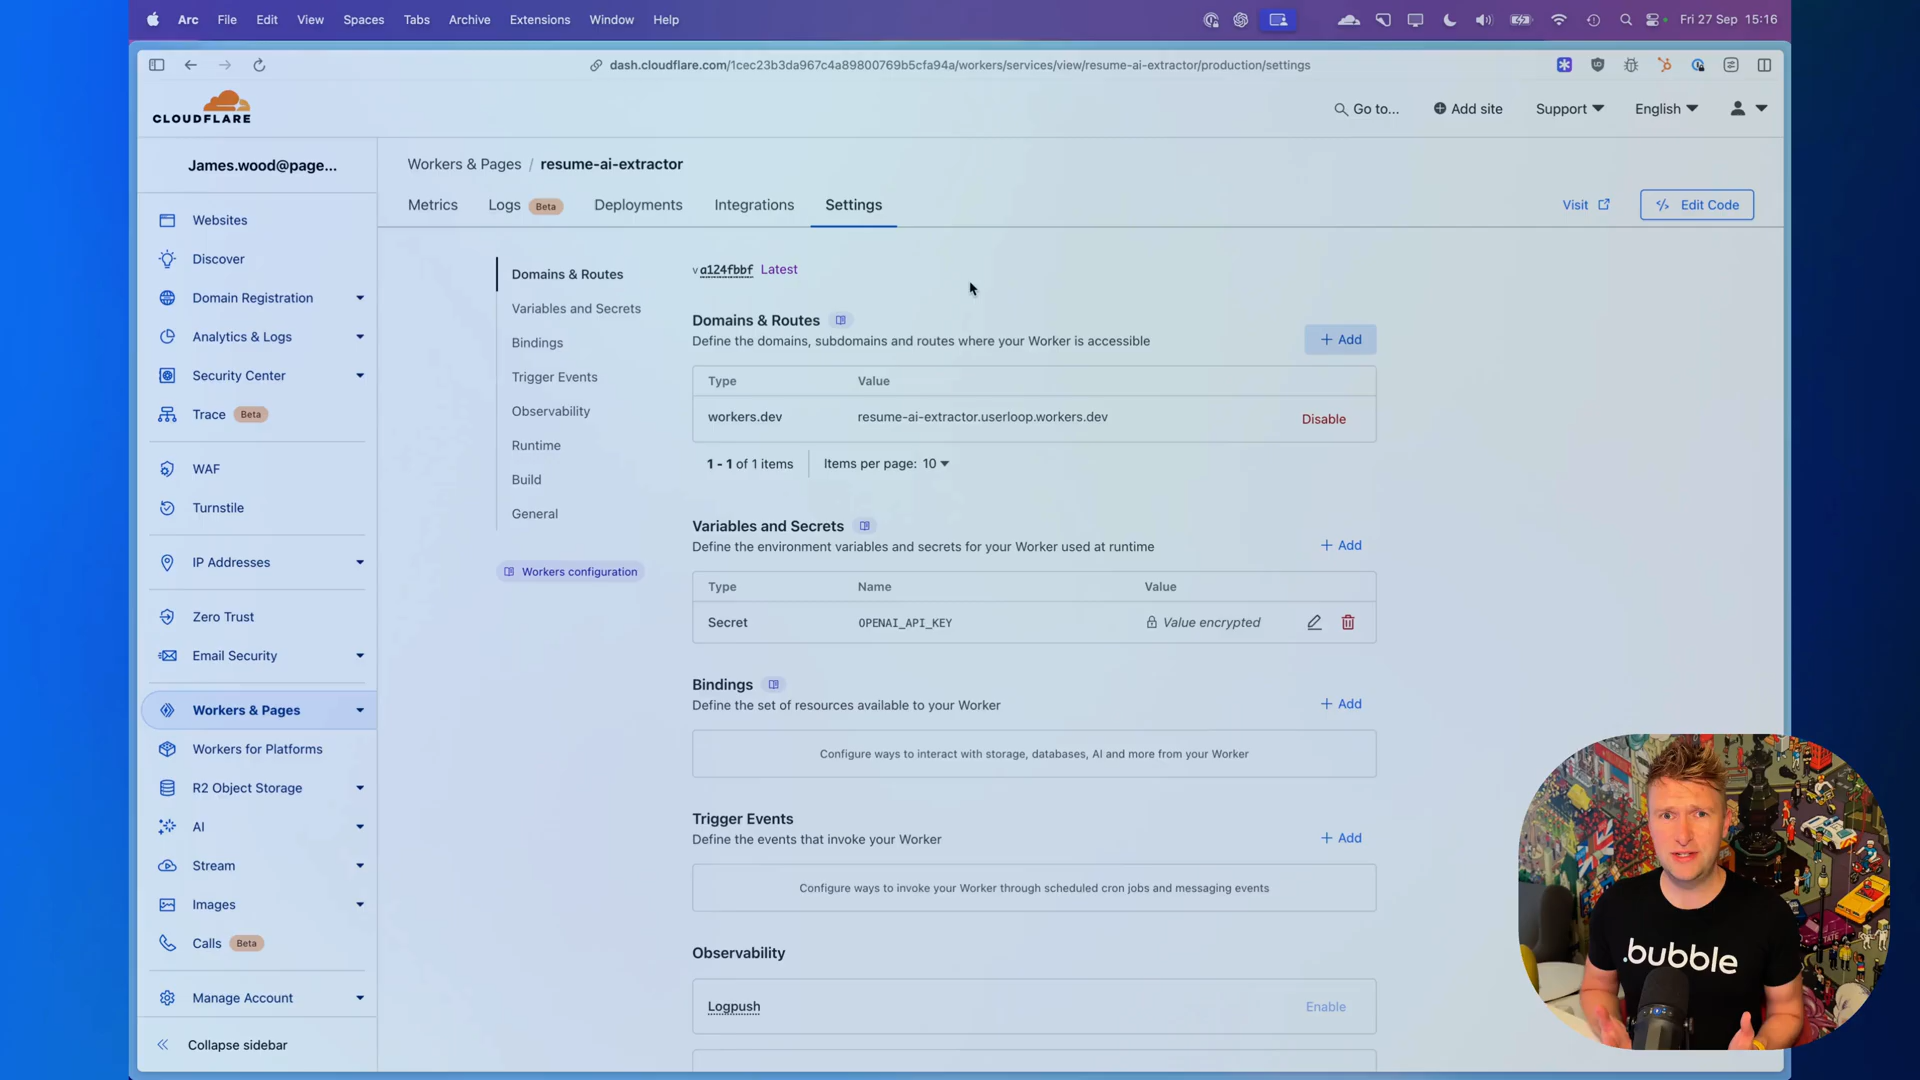 Arc File Edit View Spaces Tabs Archive Extensions Window Help Fri 27 Sep 15:16
dash.cloudflare.com/1cec23b3da967c4a89800769b5cfa94a/workers/services/view/resume-ai-extractor/production/settings
CLOUDFLARE
Go to... Add site Support English
James.wood@page...
Websites
Discover
Domain Registration
Analytics & Logs
Security Center
Trace Beta
WAF
Turnstile
IP Addresses
Zero Trust
Email Security
Workers & Pages
Workers for Platforms
R2 Object Storage
AI
Stream
Images
Calls Beta
Manage Account
Collapse sidebar
Workers & Pages / resume-ai-extractor
Metrics Logs Beta Deployments Integrations Settings Visit Edit Code
Domains & Routes
Variables and Secrets
Bindings
Trigger Events
Observability
Runtime
Build
General
Workers configuration
v a124fbbf Latest
Domains & Routes
Define the domains, subdomains and routes where your Worker is accessible
+ Add
Type Value
workers.dev resume-ai-extractor.userloop.workers.dev Disable
1 - 1 of 1 items Items per page: 10
Variables and Secrets
Define the environment variables and secrets for your Worker used at runtime
+ Add
Type Name Value
Secret OPENAI_API_KEY Value encrypted
Bindings
Define the set of resources available to your Worker
+ Add
Configure ways to interact with storage, databases, AI and more from your Worker
Trigger Events
Define the events that invoke your Worker
+ Add
Configure ways to invoke your Worker through scheduled cron jobs and messaging events
Observability
Logpush Enable
.bubble